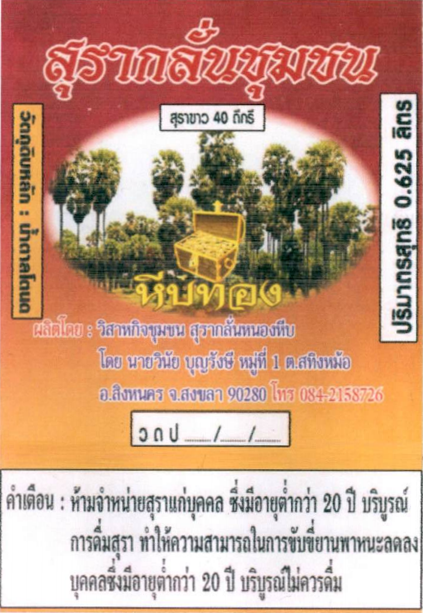 สุรากลั่นชุมชน
สุราขาว 40 ดีกรี
วัตถุดิบหลัก : น้ำตาลโตนด
ปริมาตรสุทธิ 0.625 ลิตร
หีบทอง
ผลิตโดย : วิสาหกิจชุมชน สุรากลั่นหนองหีบ
โดย นายวินัย บุญรังษี หมู่ที่ 1 ต.สทิงหม้อ
อ.สิงหนคร จ.สงขลา 90280 โทร 084-2158726
ว ด ป __/__/__
คำเตือน : ห้ามจำหน่ายสุราแก่บุคคล ซึ่งมีอายุต่ำกว่า 20 ปี บริบูรณ์
การดื่มสุรา ทำให้ความสามารถในการขับขี่ยานพาหนะลดลง
บุคคลซึ่งมีอายุต่ำกว่า 20 ปี บริบูรณ์ไม่ควรดื่ม